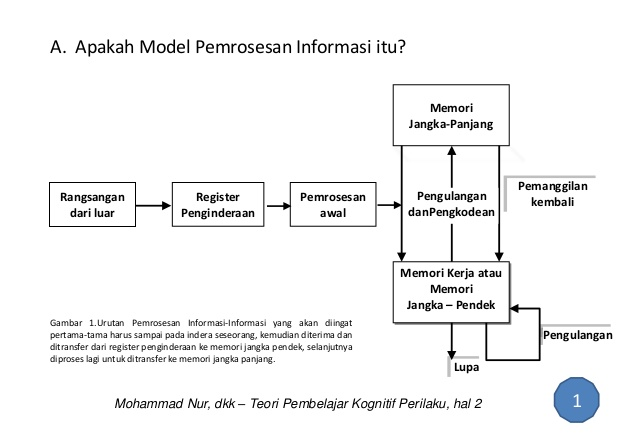 A. Apakah Model Pemrosesan Informasi itu?
Memori
Jangka-Panjang
Rangsangan
dari luar
Register
Penginderaan
Pemrosesan
awal
Pengulangan
danPengkodean
Pemanggilan
kembali
Memori Kerja atau
Memori
Jangka – Pendek
Pengulangan
Lupa
Gambar 1.Urutan Pemrosesan Informasi-Informasi yang akan diingat
pertama-tama harus sampai pada indera seseorang, kemudian diterima dan
ditransfer dari register penginderaan ke memori jangka pendek, selanjutnya
diproses lagi untuk ditransfer ke memori jangka panjang.
Mohammad Nur, dkk – Teori Pembelajar Kognitif Perilaku, hal 2
1